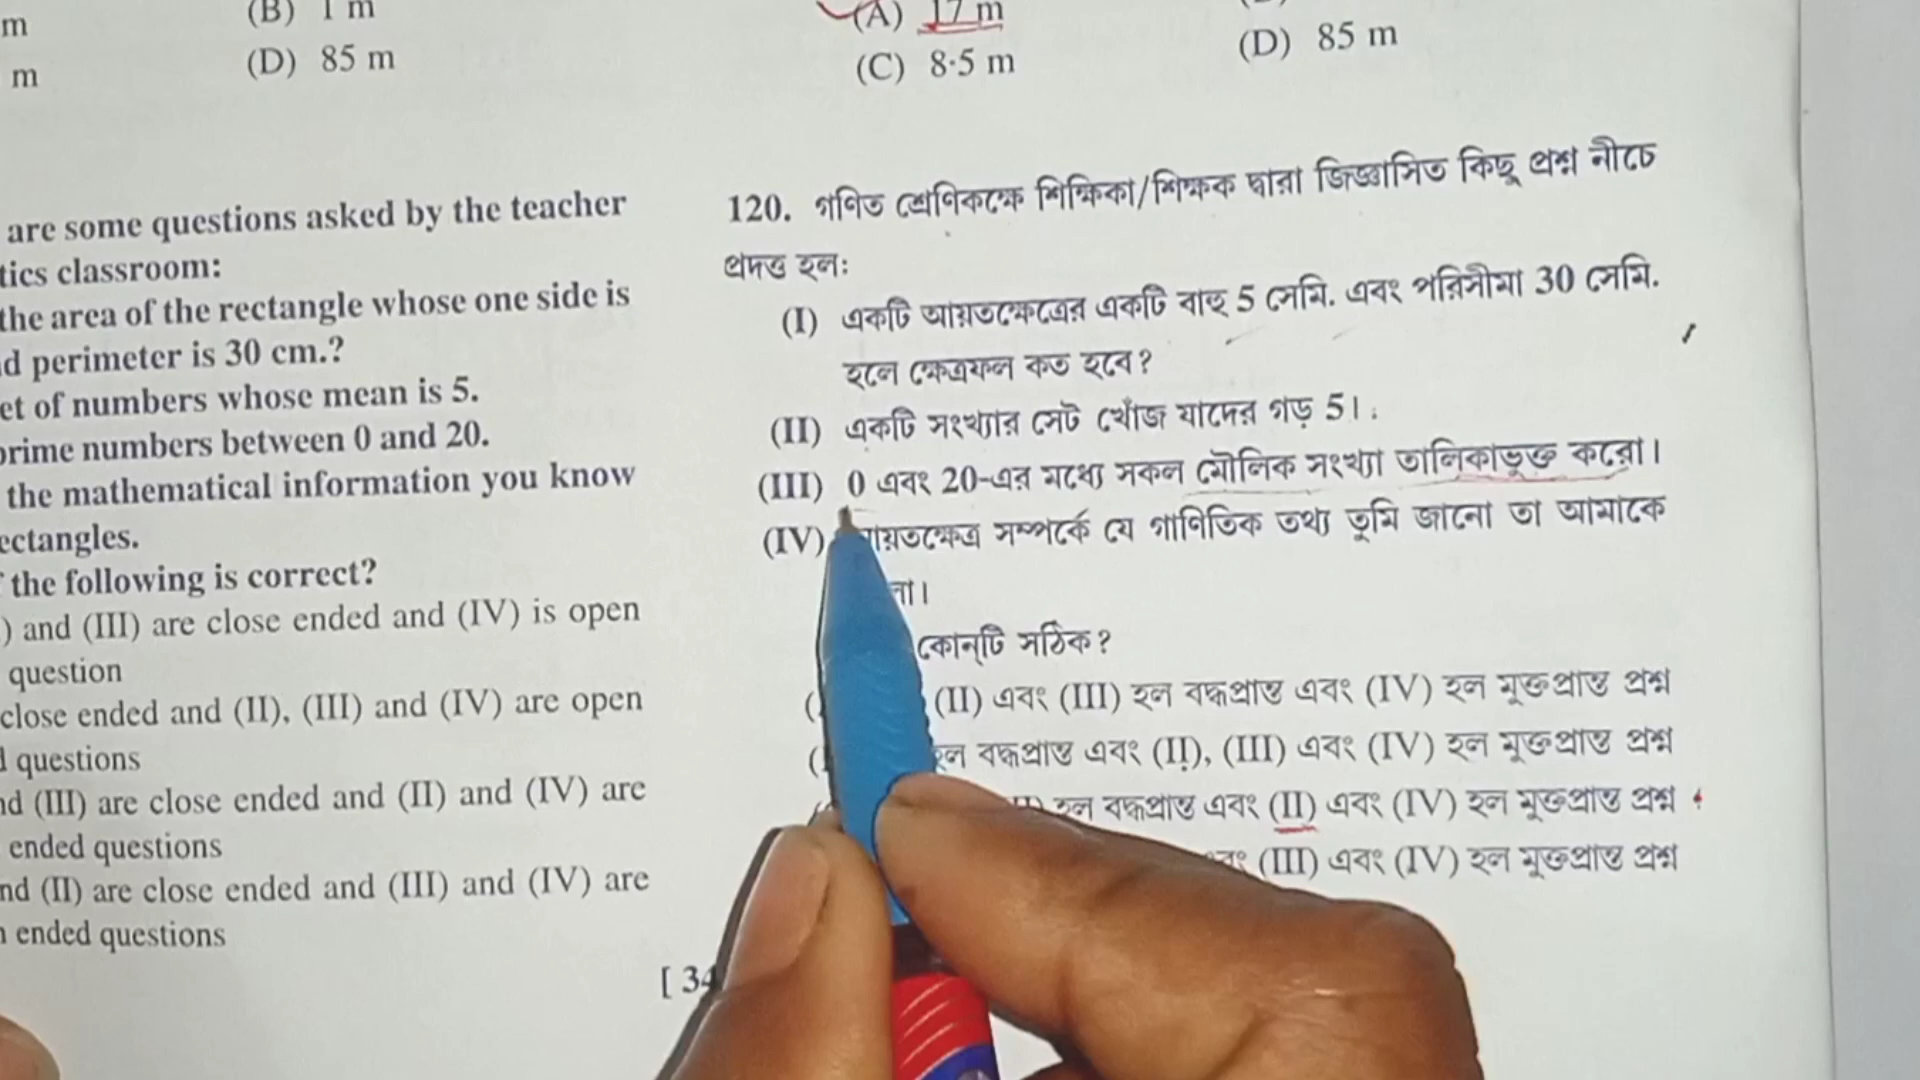 m
(B) 1 m
m
(D) 85 m
are some questions asked by the teacher
tics classroom:
the area of the rectangle whose one side is
d perimeter is 30 cm.?
et of numbers whose mean is 5.
prime numbers between 0 and 20.
the mathematical information you know
ectangles.
the following is correct?
) and (III) are close ended and (IV) is open
question
close ended and (II), (III) and (IV) are open
questions
nd (III) are close ended and (II) and (IV) are
ended questions
nd (II) are close ended and (III) and (IV) are
ended questions
(A) 17 m
(C) 8·5 m
(D) 85 m
120. গণিত শ্রেণিকক্ষে শিক্ষিকা/শিক্ষক দ্বারা জিজ্ঞাসিত কিছু প্রশ্ন নীচে
প্রদত্ত হল:
(I) একটি আয়তক্ষেত্রের একটি বাহু 5 সেমি. এবং পরিসীমা 30 সেমি.
হলে ক্ষেত্রফল কত হবে?
(II) একটি সংখ্যার সেট খোঁজ যাদের গড় 5।
(III) 0 এবং 20-এর মধ্যে সকল মৌলিক সংখ্যা তালিকাভুক্ত করো।
(IV) য়তক্ষেত্র সম্পর্কে যে গাণিতিক তথ্য তুমি জানো তা আমাকে
কোন্‌টি সঠিক?
(II) এবং (III) হল বদ্ধপ্রান্ত এবং (IV) হল মুক্তপ্রান্ত প্রশ্ন
হল বদ্ধপ্রান্ত এবং (II), (III) এবং (IV) হল মুক্তপ্রান্ত প্রশ্ন
হল বদ্ধপ্রান্ত এবং (II) এবং (IV) হল মুক্তপ্রান্ত প্রশ্ন
(III) এবং (IV) হল মুক্তপ্রান্ত প্রশ্ন
[ 34